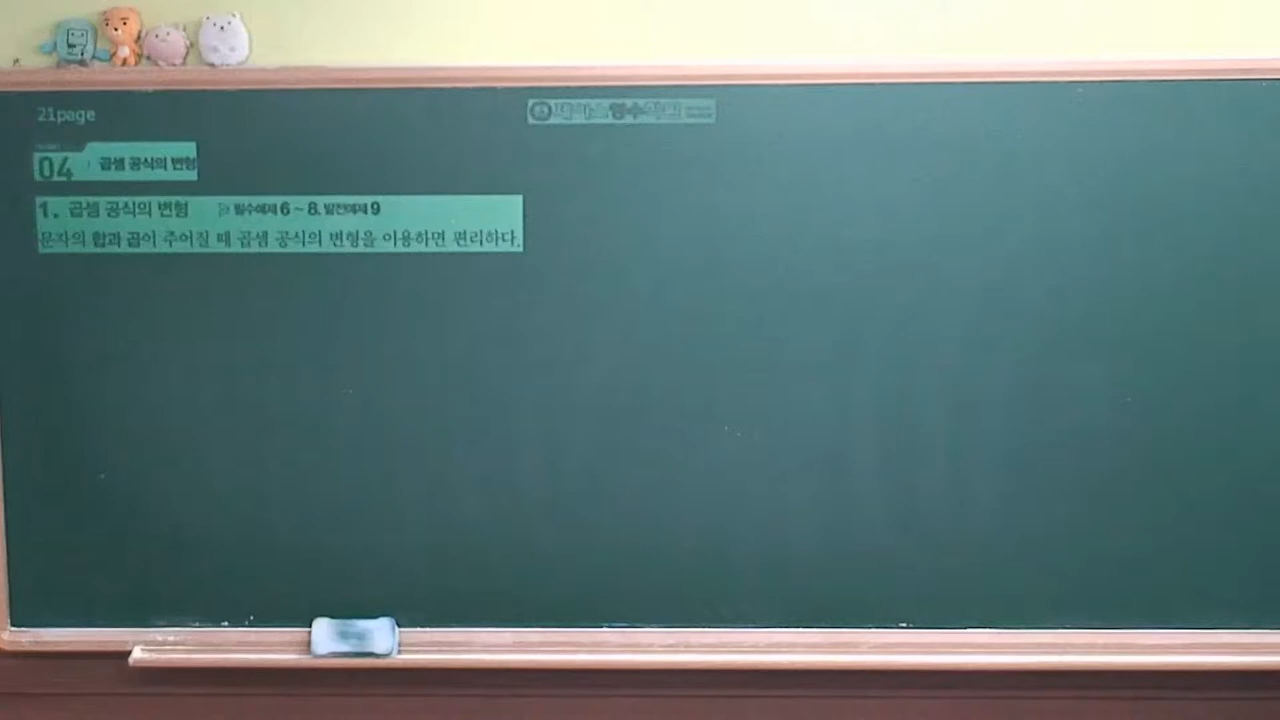 21page
04 곱셈 공식의 변형
1. 곱셈 공식의 변형 필수예제 6 ~ 8, 발전예제 9
문자의 합과 곱이 주어질 때 곱셈 공식의 변형을 이용하면 편리하다.